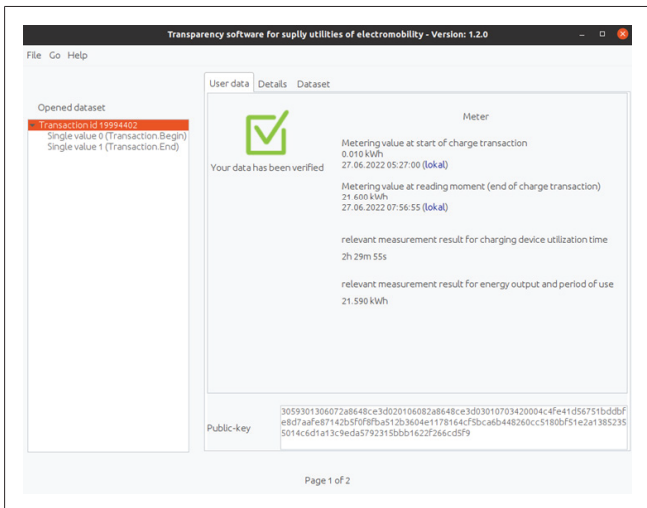 Transparency software for suplly utilities of electromobility - Version: 1.2.0
File Go Help
User data Details Dataset
Opened dataset
Transaction id 19994402
Single value 0 (Transaction.Begin)
Single value 1 (Transaction.End)
Your data has been verified
Meter
Metering value at start of charge transaction
0.010 kWh
27.06.2022 05:27:00 (lokal)
Metering value at reading moment (end of charge transaction)
21.600 kWh
27.06.2022 07:56:55 (lokal)
relevant measurement result for charging device utilization time
2h 29m 55s
relevant measurement result for energy output and period of use
21.590 kWh
Public-key
3059301306072a8648ce3d020106082a8648ce3d03010703420004c4fe41d56751bddbf
e8d7aafe87142b5f0f8fba512b3604e1178164cf5bca6b448260cc5180bf51e2a1385235
5014c6d1a13c9eda5792315bbb1622f266cd5f9
Page 1 of 2